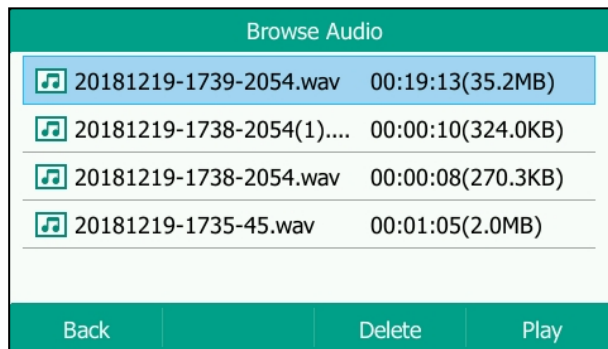 Browse Audio
20181219-1739-2054.wav 00:19:13(35.2MB)
20181219-1738-2054(1).... 00:00:10(324.0KB)
20181219-1738-2054.wav 00:00:08(270.3KB)
20181219-1735-45.wav 00:01:05(2.0MB)
Back Delete Play